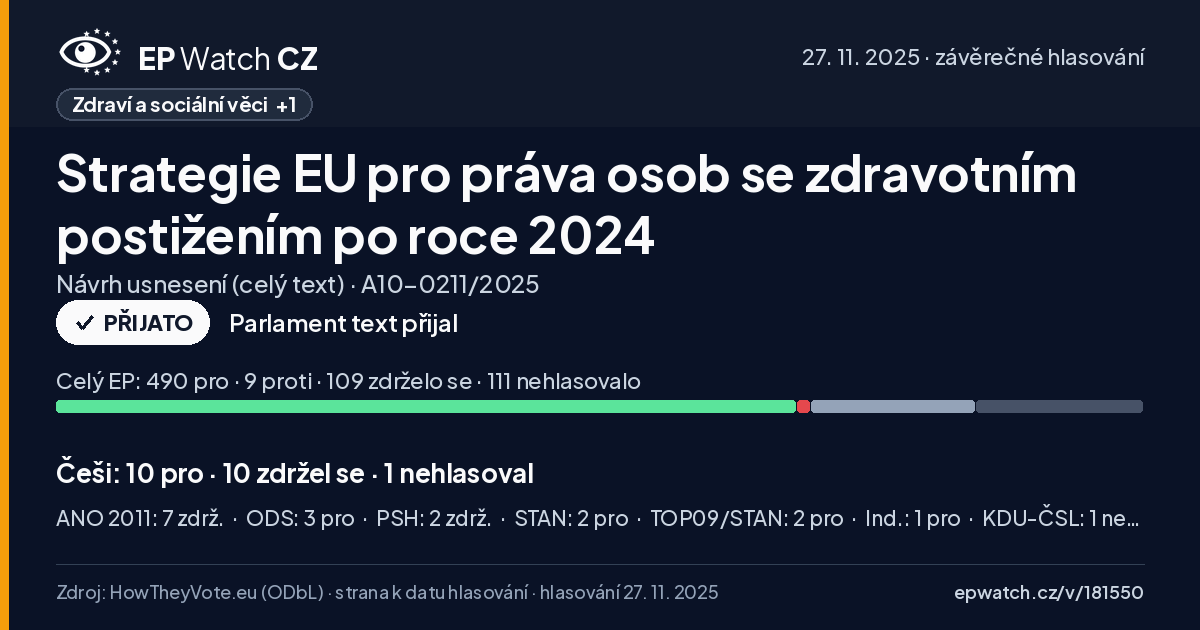 EP Watch CZ
27. 11. 2025 · závěrečné hlasování
Zdraví a sociální věci +1
Strategie EU pro práva osob se zdravotním
postižením po roce 2024
Návrh usnesení (celý text) · A10–0211/2025
✓ PŘIJATO Parlament text přijal
Celý EP: 490 pro · 9 proti · 109 zdrželo se · 111 nehlasovalo
Češi: 10 pro · 10 zdržel se · 1 nehlasoval
ANO 2011: 7 zdrž. · ODS: 3 pro · PSH: 2 zdrž. · STAN: 2 pro · TOP09/STAN: 2 pro · Ind.: 1 pro · KDU-ČSL: 1 ne…
Zdroj: HowTheyVote.eu (ODbL) · strana k datu hlasování · hlasování 27. 11. 2025
epwatch.cz/v/181550